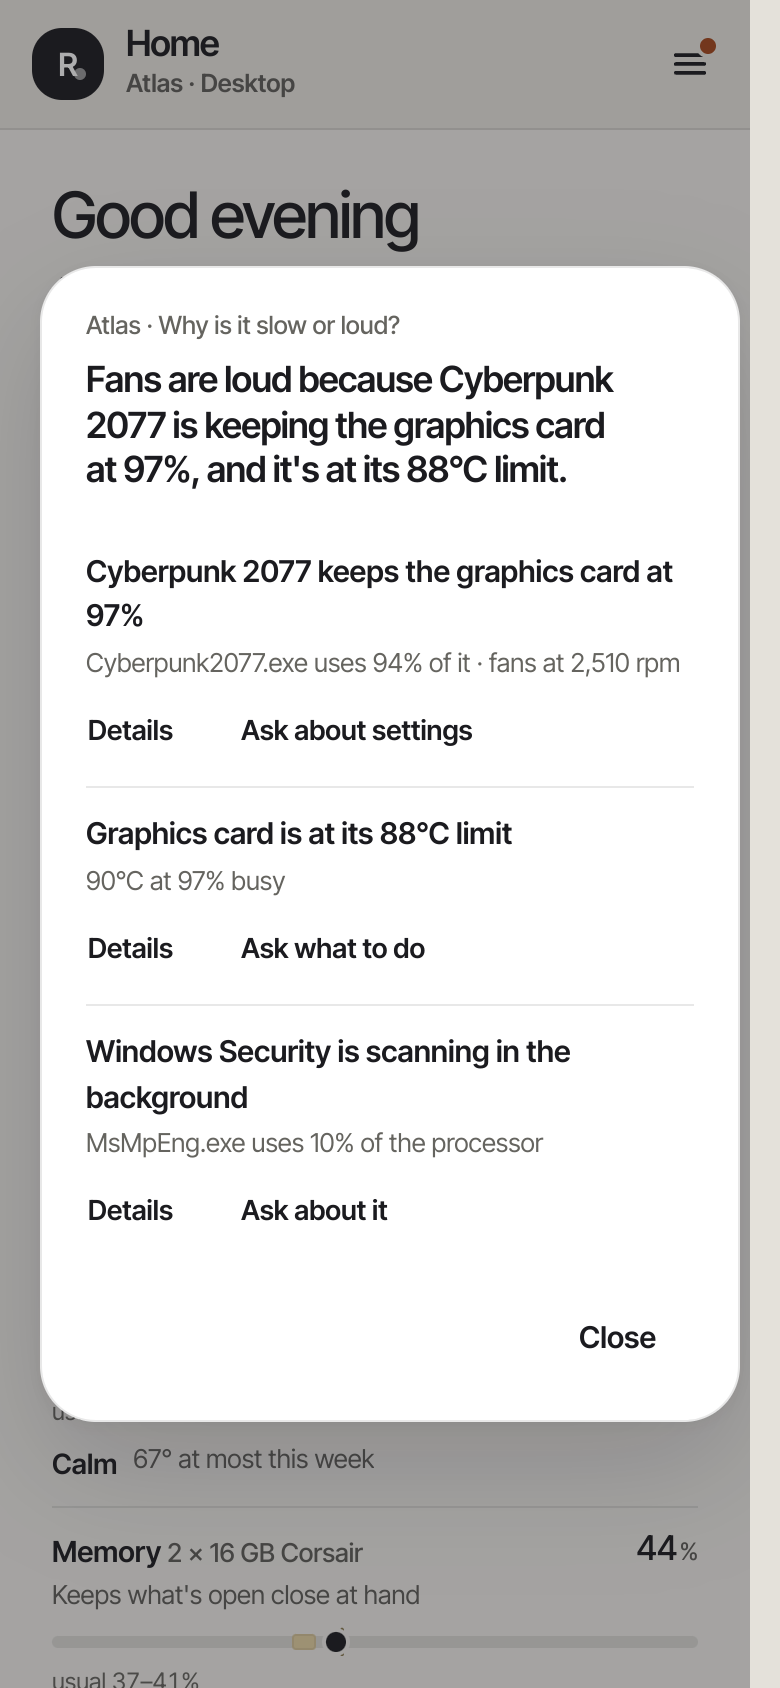 R
Home
Atlas · Desktop
Good evening
Atlas · Why is it slow or loud?
Fans are loud because Cyberpunk
2077 is keeping the graphics card
at 97%, and it's at its 88°C limit.
Cyberpunk 2077 keeps the graphics card at
97%
Cyberpunk2077.exe uses 94% of it · fans at 2,510 rpm
Details Ask about settings
Graphics card is at its 88°C limit
90°C at 97% busy
Details Ask what to do
Windows Security is scanning in the
background
MsMpEng.exe uses 10% of the processor
Details Ask about it
Close
Calm 67° at most this week
Memory 2 × 16 GB Corsair 44%
Keeps what's open close at hand
usual 37–41%